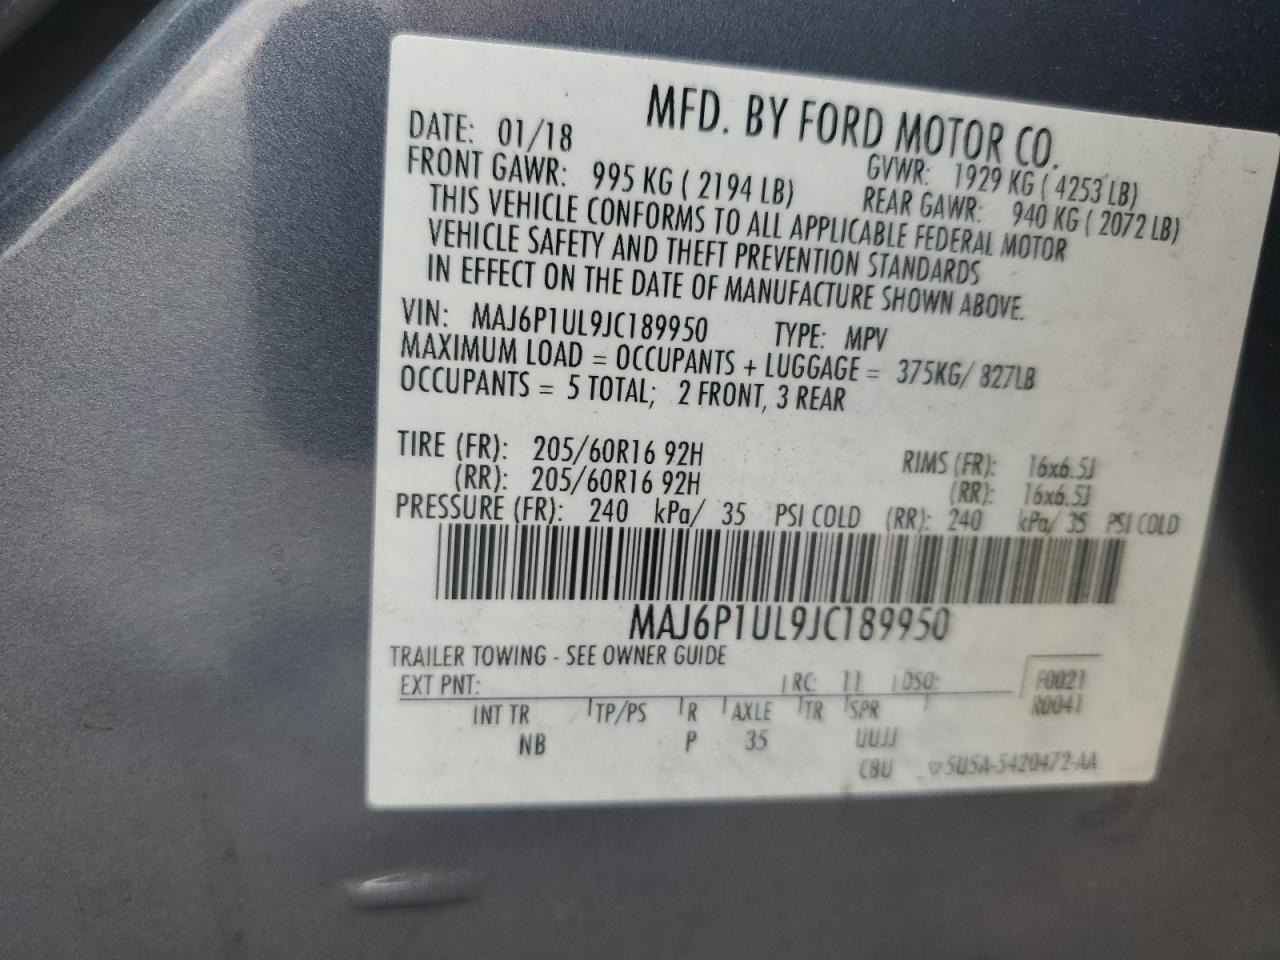 MFD. BY FORD MOTOR CO.
DATE: 01/18 GVWR: 1929 KG ( 4253 LB)
FRONT GAWR: 995 KG ( 2194 LB) REAR GAWR: 940 KG ( 2072 LB)
THIS VEHICLE CONFORMS TO ALL APPLICABLE FEDERAL MOTOR
VEHICLE SAFETY AND THEFT PREVENTION STANDARDS
IN EFFECT ON THE DATE OF MANUFACTURE SHOWN ABOVE.
VIN: MAJ6P1UL9JC189950 TYPE: MPV
MAXIMUM LOAD = OCCUPANTS + LUGGAGE = 375KG/ 827LB
OCCUPANTS = 5 TOTAL; 2 FRONT, 3 REAR
TIRE (FR): 205/60R16 92H RIMS (FR): 16x6.5J
(RR): 205/60R16 92H (RR): 16x6.5J
PRESSURE (FR): 240 kPa/ 35 PSI COLD (RR): 240 kPa/ 35 PSI COLD
MAJ6P1UL9JC189950
TRAILER TOWING - SEE OWNER GUIDE
EXT PNT: RC: 11 DSO: F0021
INT TR TP/PS R AXLE TR SPR R0041
NB P 35 UUJJ
CBU ▽5U5A-5420472-AA